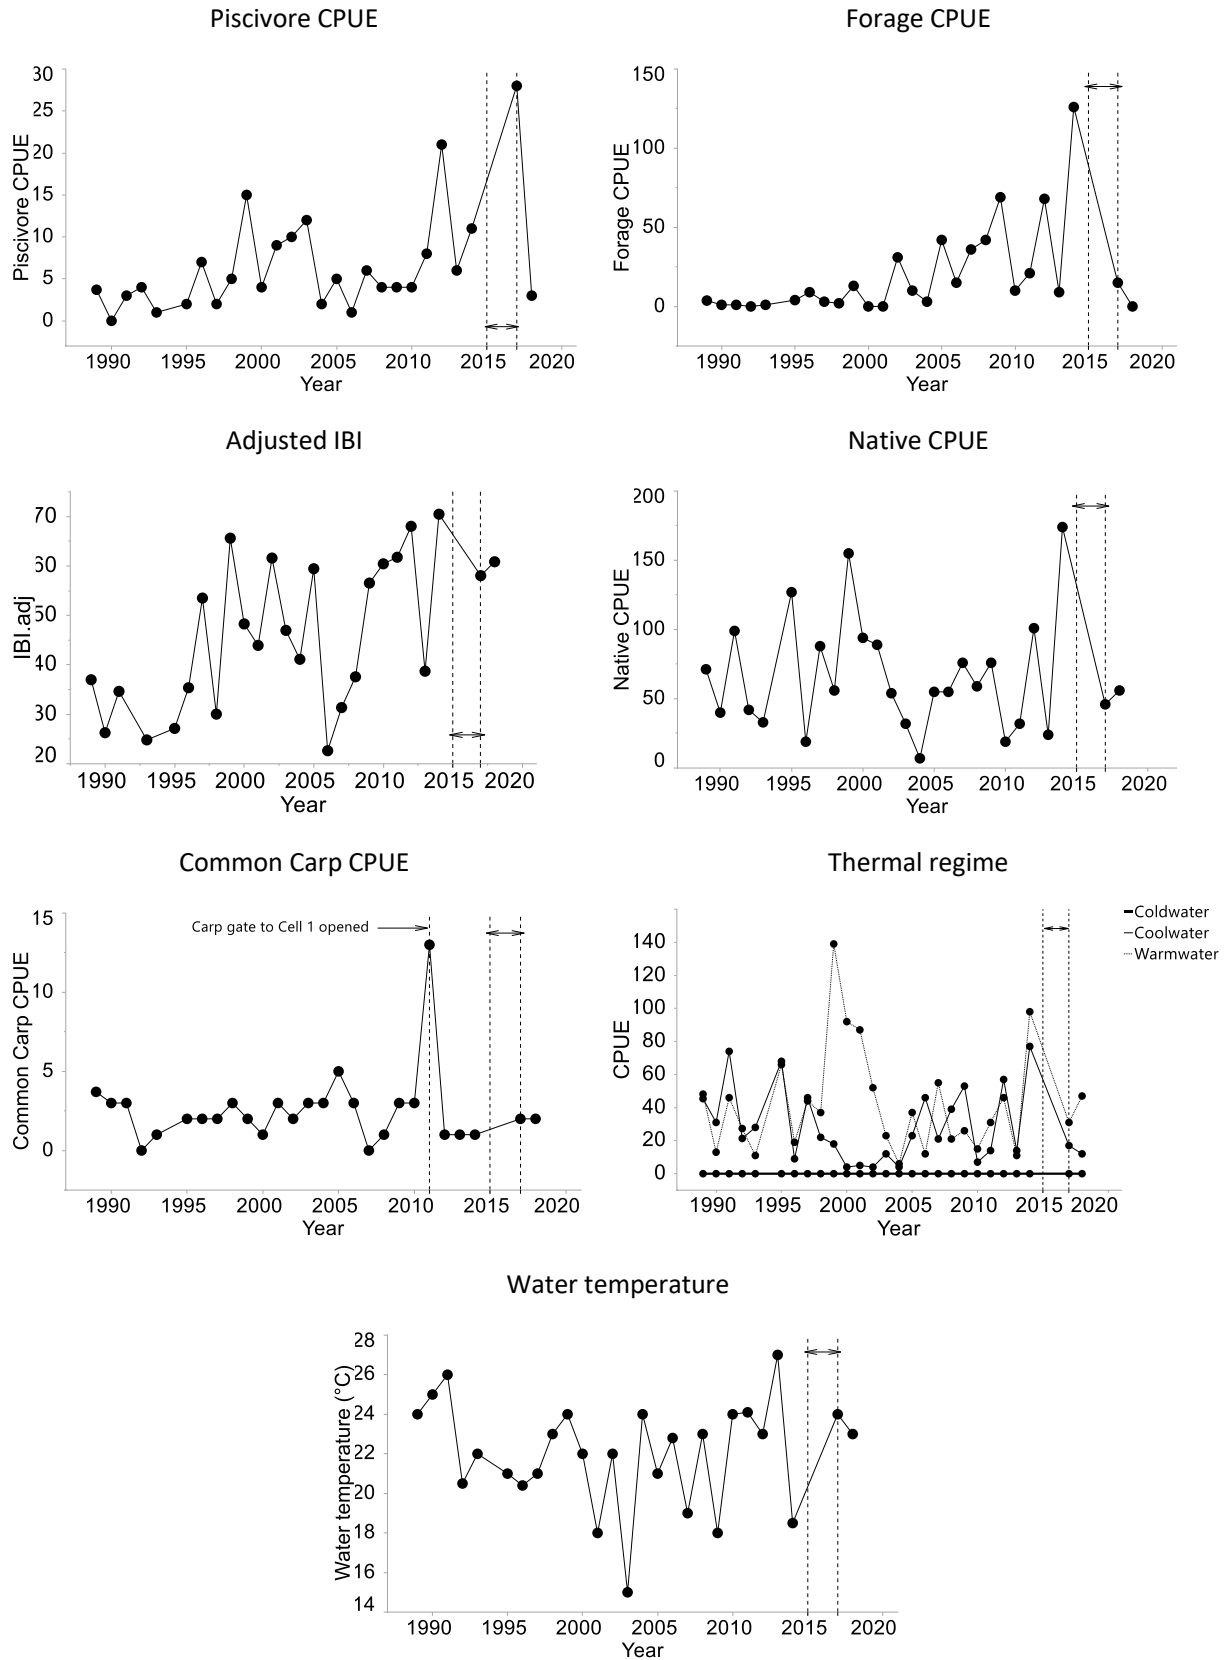 Piscivore CPUE
Forage CPUE
30
25
20
15
10
5
0
Piscivore CPUE
1990 1995 2000 2005 2010 2015 2020
Year
150
100
50
0
Forage CPUE
1990 1995 2000 2005 2010 2015 2020
Year
Adjusted IBI
Native CPUE
70
60
50
40
30
20
IBI.adj
1990 1995 2000 2005 2010 2015 2020
Year
200
150
100
50
0
Native CPUE
1990 1995 2000 2005 2010 2015 2020
Year
Common Carp CPUE
Thermal regime
15
10
5
0
Common Carp CPUE
Carp gate to Cell 1 opened
1990 1995 2000 2005 2010 2015 2020
Year
140
120
100
80
60
40
20
0
CPUE
Coldwater
Coolwater
Warmwater
1990 1995 2000 2005 2010 2015 2020
Year
Water temperature
28
26
24
22
20
18
16
14
Water temperature (°C)
1990 1995 2000 2005 2010 2015 2020
Year